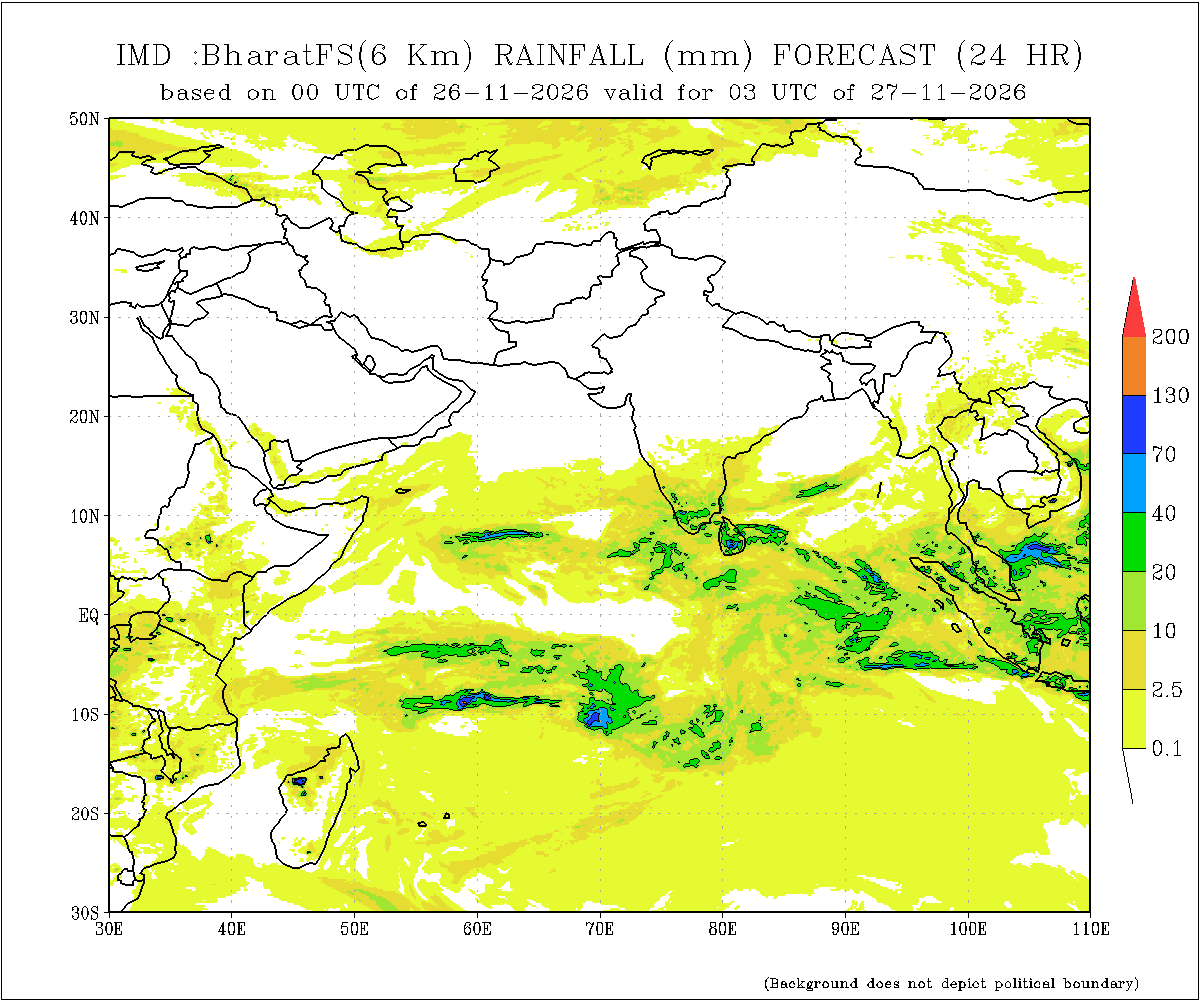 IMD :BharatFS(6 Km) RAINFALL (mm) FORECAST (24 HR)
based on 00 UTC of 26-11-2026 valid for 03 UTC of 27-11-2026
50N
40N
30N
20N
10N
EQ
10S
20S
30S
30E 40E 50E 60E 70E 80E 90E 100E 110E
200
130
70
40
20
10
2.5
0.1
(Background does not depict political boundary)